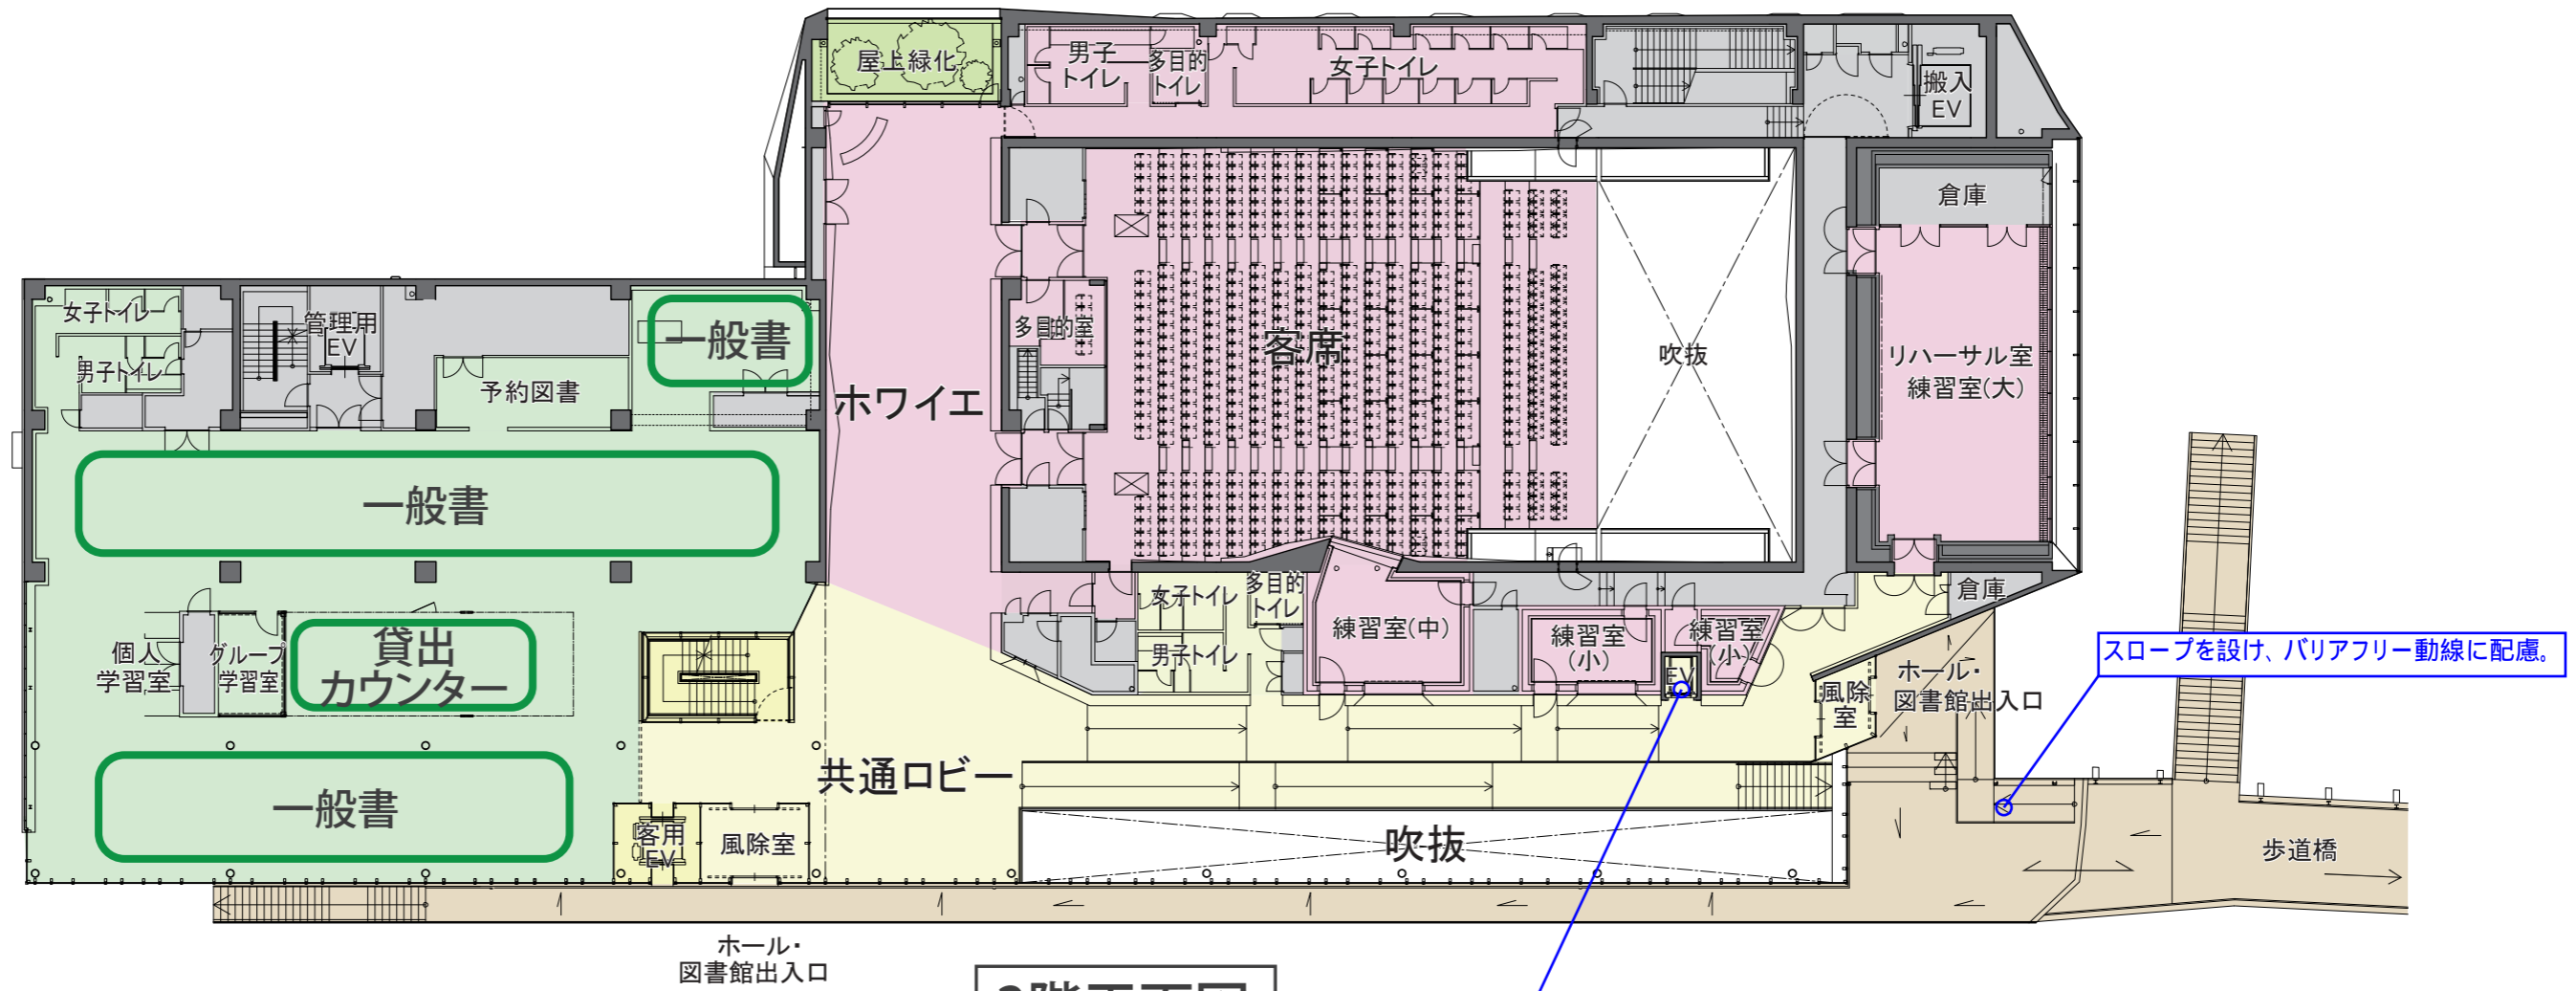 屋上緑化
男子
トイレ
多目的
トイレ
女子トイレ
搬入
EV
倉庫
女子トイレ
管理用
EV
男子トイレ
予約図書
一般書
ホワイエ
多目的室
客席
吹抜
リハーサル室
練習室(大)
一般書
女子トイレ
多目的
トイレ
男子トイレ
練習室(中)
練習室
(小)
練習室
(小)
EV
倉庫
スロープを設け、バリアフリー動線に配慮。
個人
学習室
グループ
学習室
貸出
カウンター
風除
室
ホール・
図書館出入口
共通ロビー
一般書
客用
EV
風除室
吹抜
歩道橋
ホール・
図書館出入口